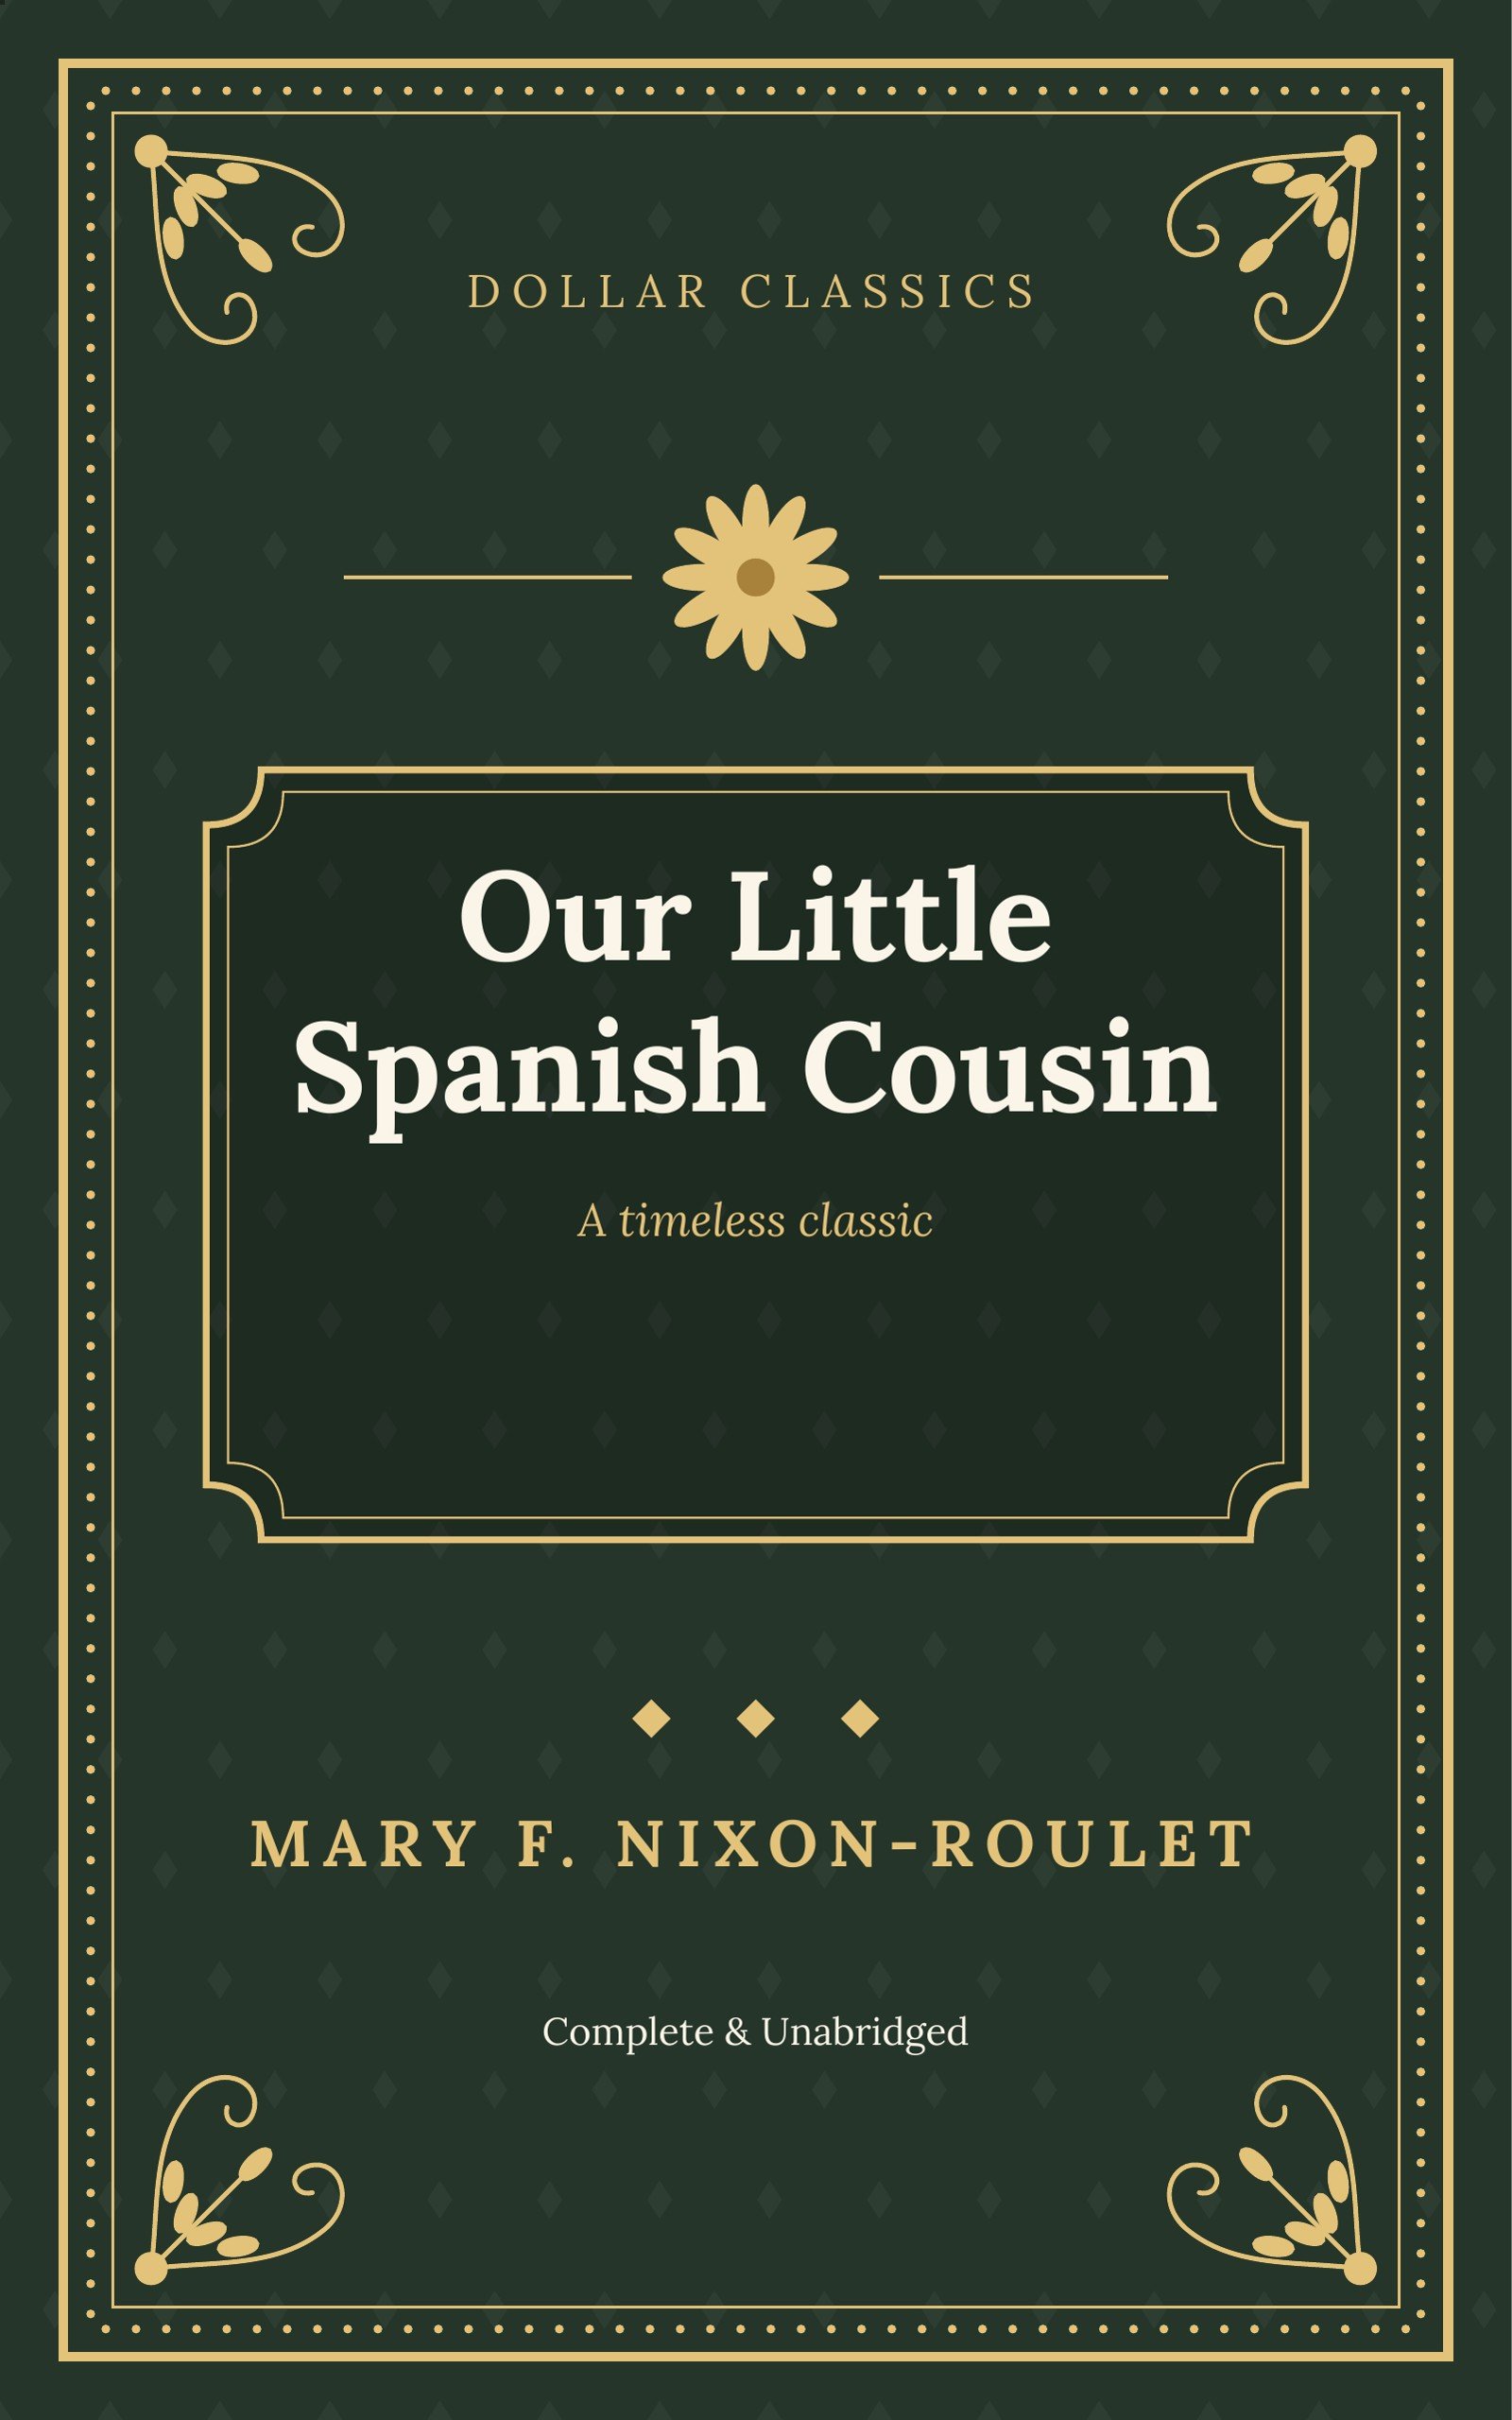 DOLLAR CLASSICS
Our Little
Spanish Cousin
A timeless classic
MARY F. NIXON-ROULET
Complete & Unabridged